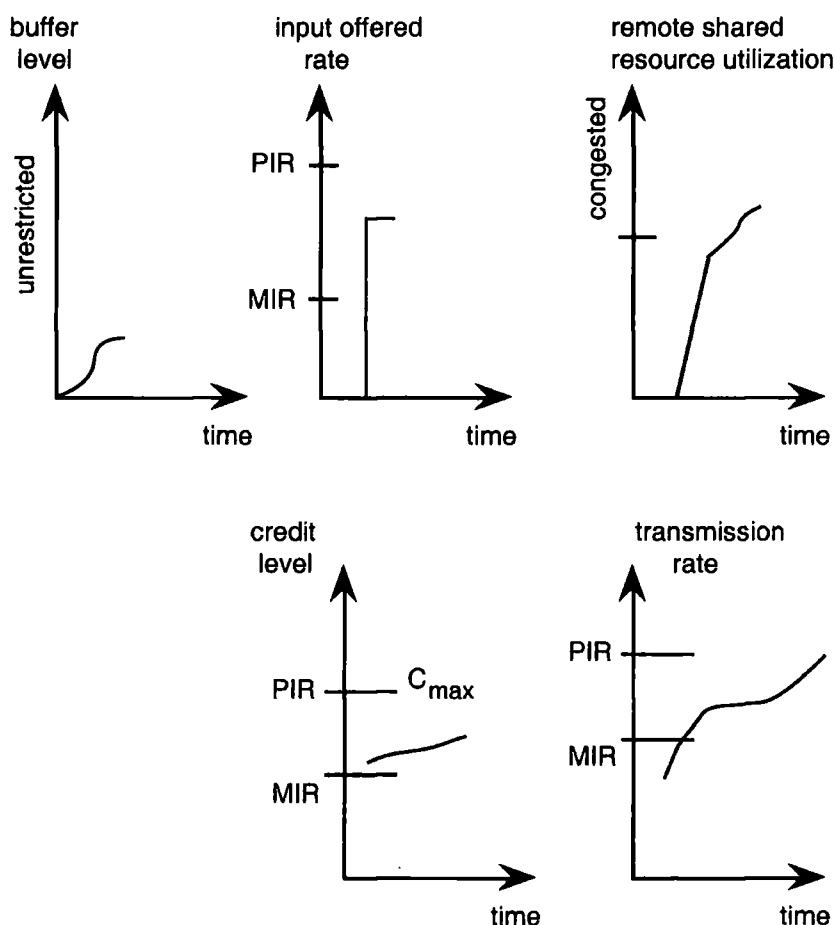 buffer
level
unrestricted
time
input offered
rate
PIR
MIR
time
remote shared
resource utilization
congested
time
credit
level
PIR
C max
MIR
time
transmission
rate
PIR
MIR
time